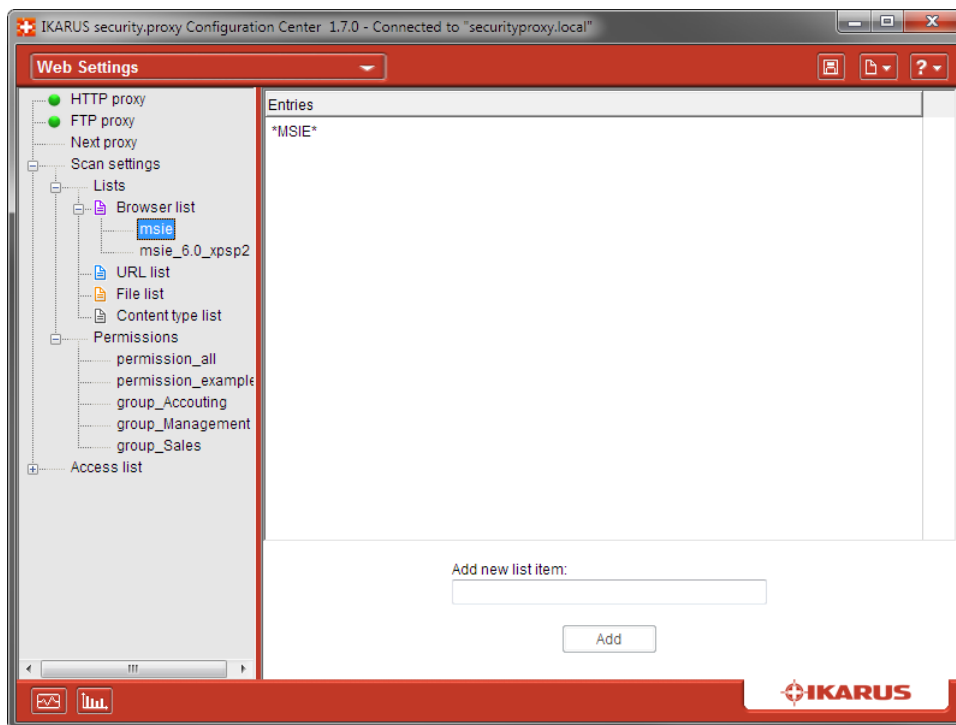 IKARUS security.proxy Configuration Center 1.7.0 - Connected to "securityproxy.local"
Web Settings
?
HTTP proxy
FTP proxy
Next proxy
Scan settings
Lists
Browser list
msie
msie_6.0_xpsp2
URL list
File list
Content type list
Permissions
permission_all
permission_example
group_Accouting
group_Management
group_Sales
Access list
Entries
*MSIE*
Add new list item:
Add
IKARUS